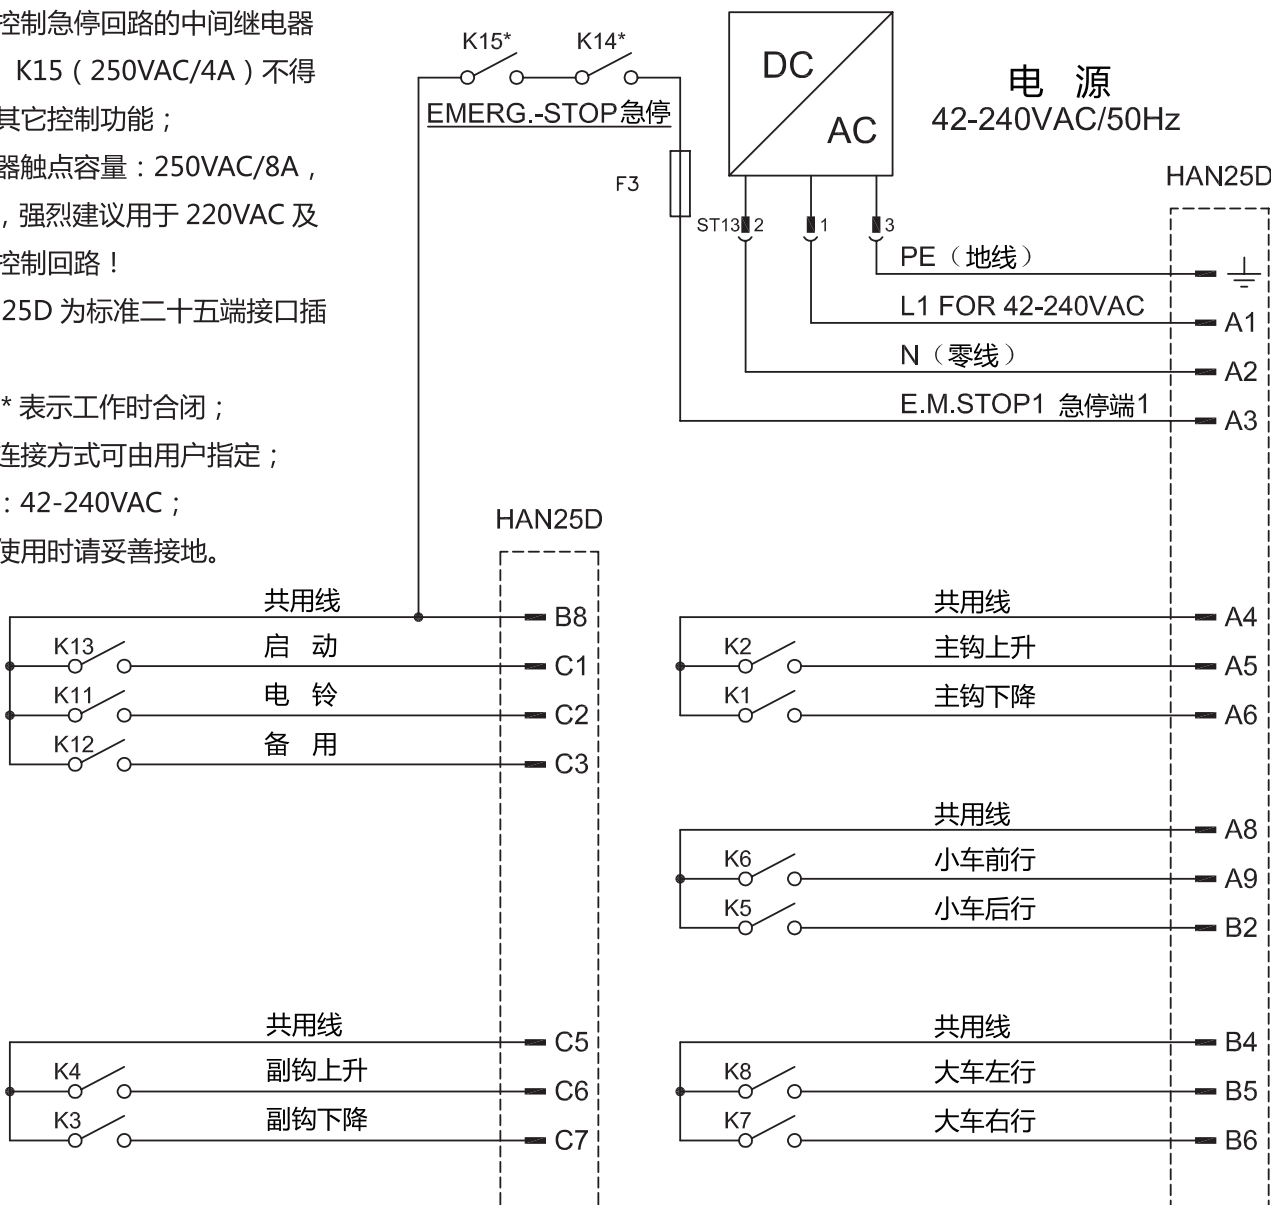 控制急停回路的中间继电器
K15（250VAC/4A）不得
其它控制功能；
器触点容量：250VAC/8A，
，强烈建议用于 220VAC 及
控制回路！
25D 为标准二十五端接口插
* 表示工作时合闭；
连接方式可由用户指定；
：42-240VAC；
使用时请妥善接地。
K15*
K14*
EMERG.-STOP急停
F3
DC
AC
电 源
42-240VAC/50Hz
HAN25D
ST13 2
1
3
PE（地线）
L1 FOR 42-240VAC
A1
N（零线）
A2
E.M.STOP1 急停端1
A3
HAN25D
共用线
B8
K13
启 动
C1
K11
电 铃
C2
K12
备 用
C3
共用线
A4
K2
主钩上升
A5
K1
主钩下降
A6
共用线
A8
K6
小车前行
A9
K5
小车后行
B2
共用线
C5
K4
副钩上升
C6
K3
副钩下降
C7
共用线
B4
K8
大车左行
B5
K7
大车右行
B6